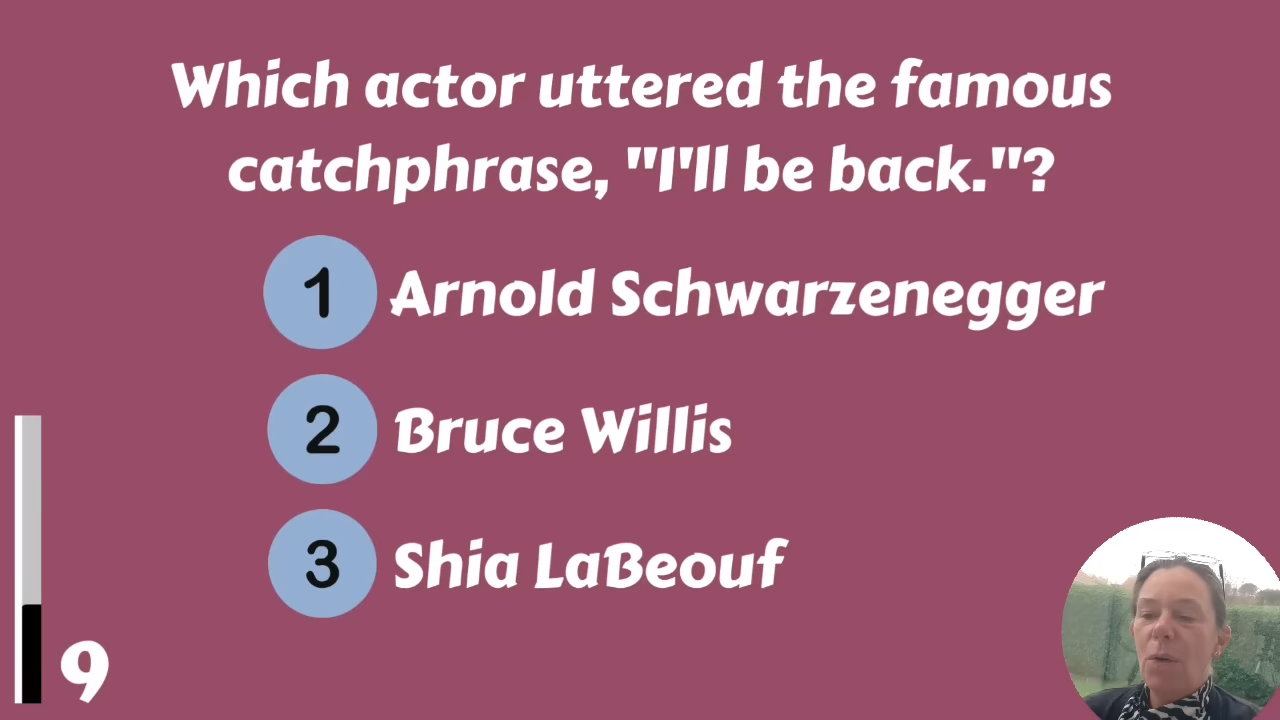 Which actor uttered the famous
catchphrase, "I'll be back."?
1 Arnold Schwarzenegger
2 Bruce Willis
3 Shia LaBeouf
9